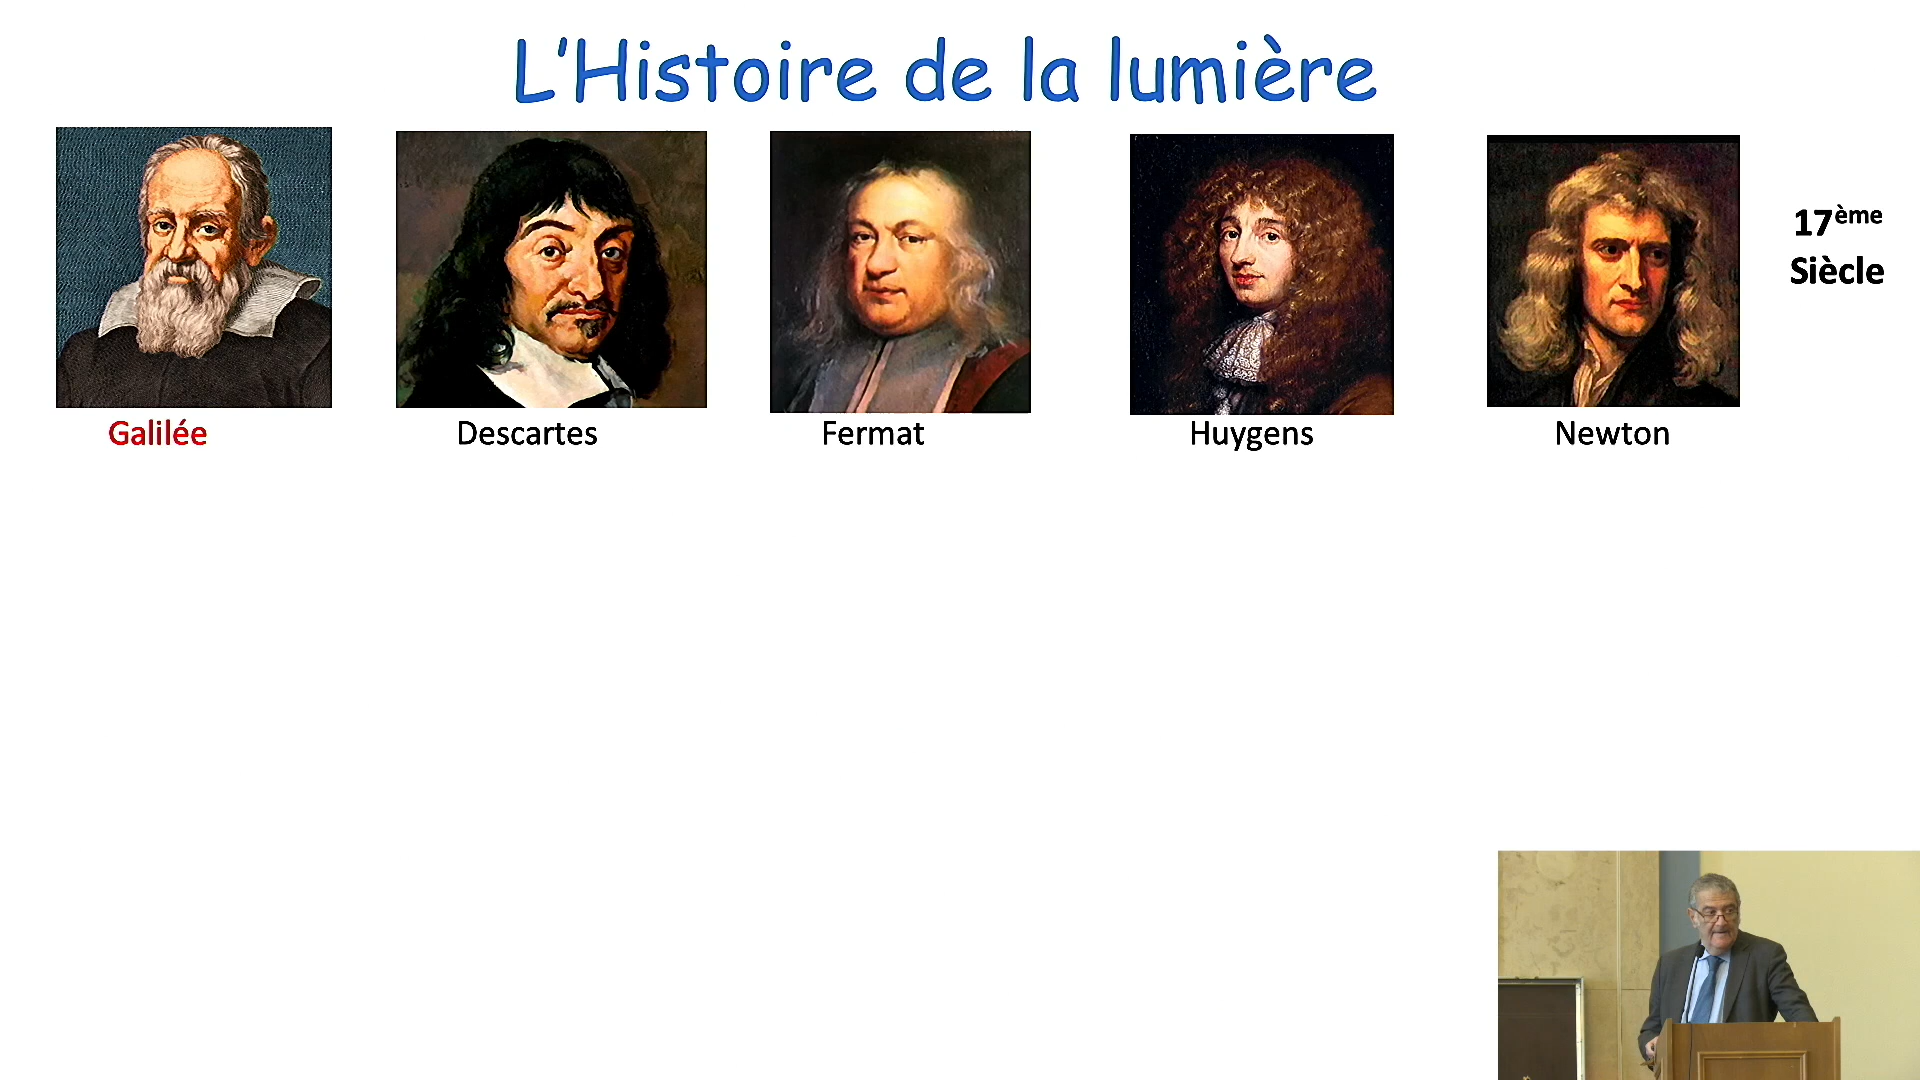 L'Histoire de la lumière
17ème
Siècle
Galilée
Descartes
Fermat
Huygens
Newton